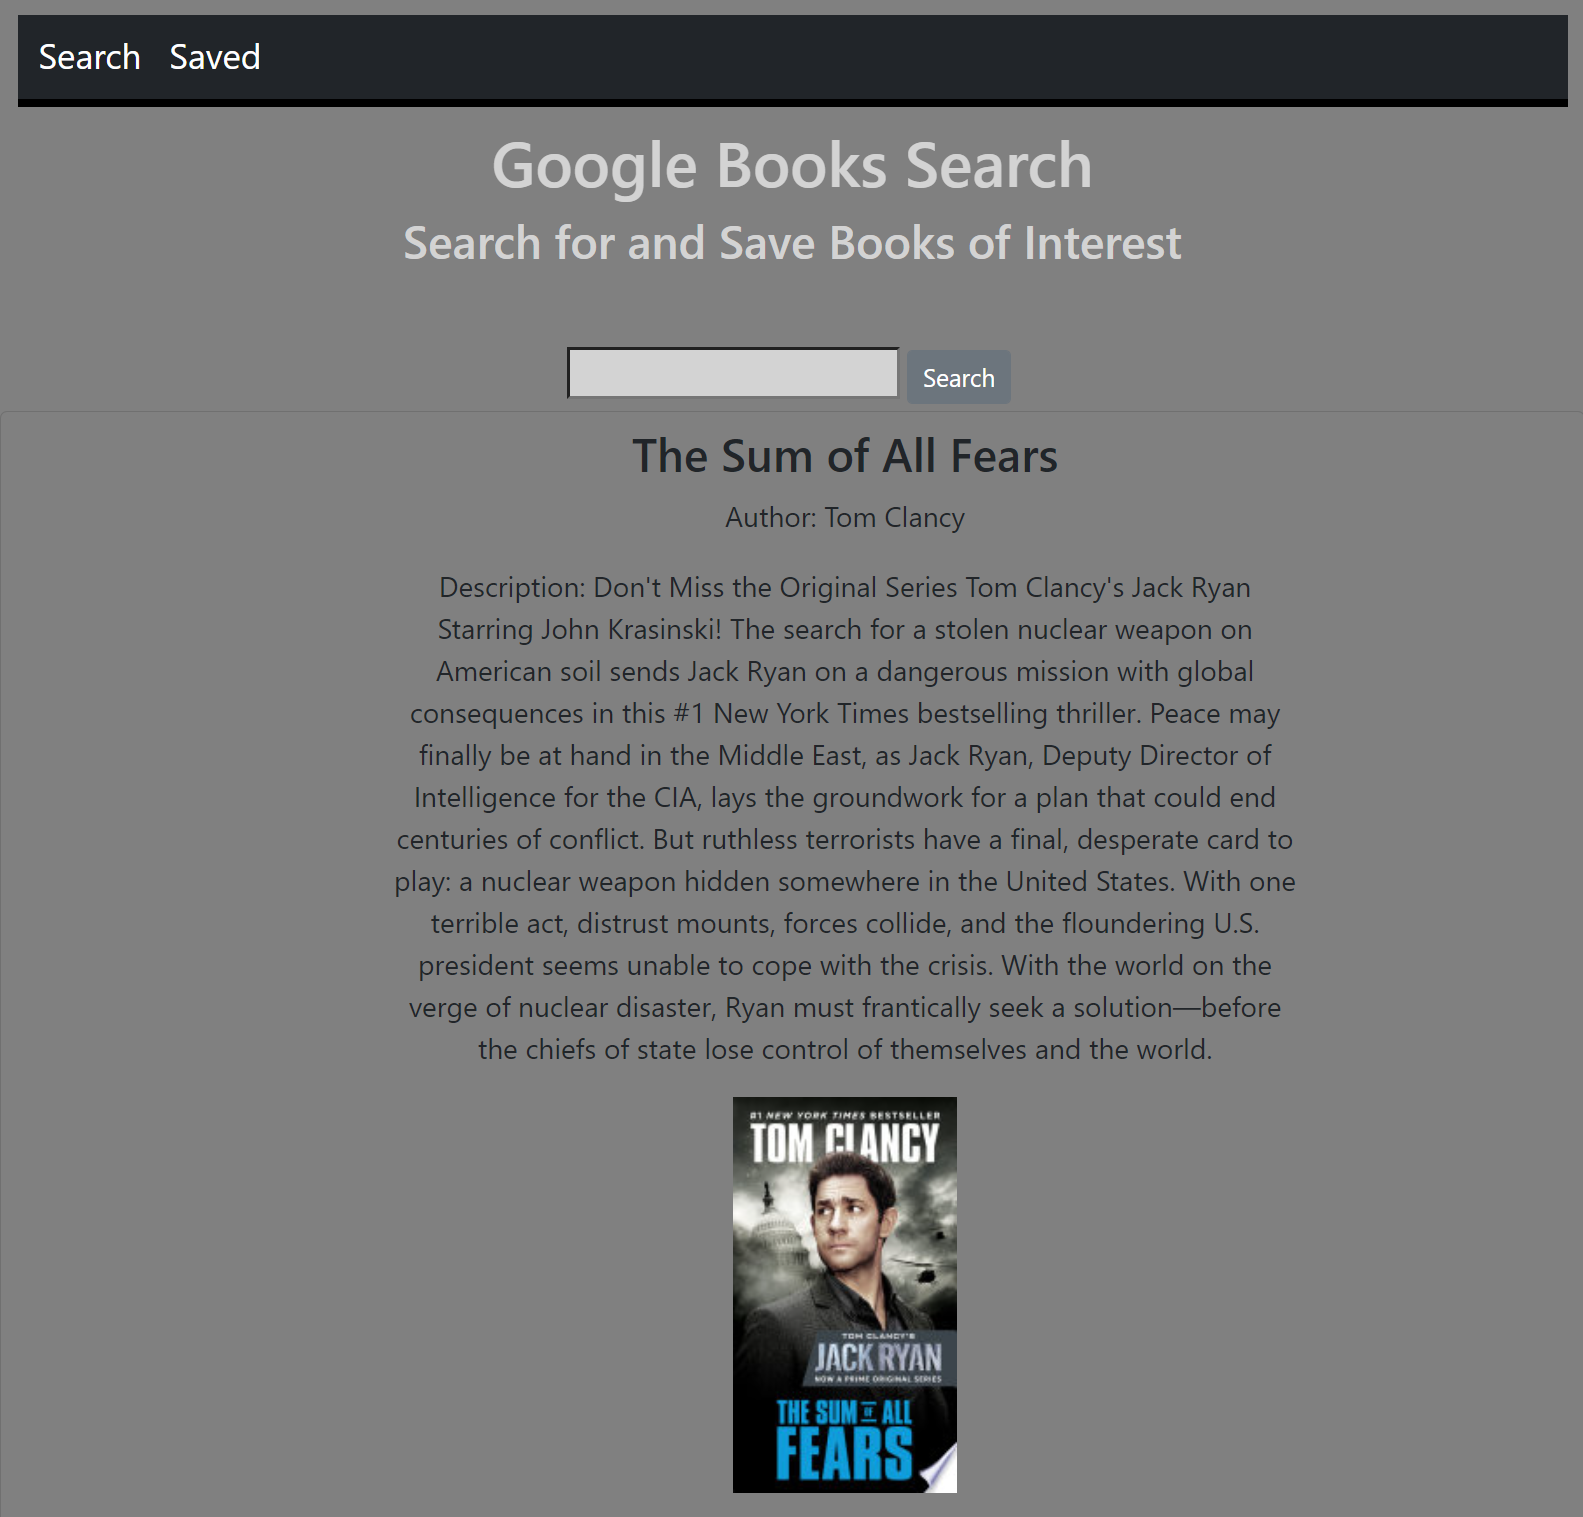 Search Saved
Google Books Search
Search for and Save Books of Interest
Search
The Sum of All Fears
Author: Tom Clancy
Description: Don't Miss the Original Series Tom Clancy's Jack Ryan
Starring John Krasinski! The search for a stolen nuclear weapon on
American soil sends Jack Ryan on a dangerous mission with global
consequences in this #1 New York Times bestselling thriller. Peace may
finally be at hand in the Middle East, as Jack Ryan, Deputy Director of
Intelligence for the CIA, lays the groundwork for a plan that could end
centuries of conflict. But ruthless terrorists have a final, desperate card to
play: a nuclear weapon hidden somewhere in the United States. With one
terrible act, distrust mounts, forces collide, and the floundering U.S.
president seems unable to cope with the crisis. With the world on the
verge of nuclear disaster, Ryan must frantically seek a solution—before
the chiefs of state lose control of themselves and the world.
#1 NEW YORK TIMES BESTSELLER
TOM CLANCY
TOM CLANCY'S
JACK RYAN
NOW A PRIME ORIGINAL SERIES
THE SUM OF ALL
FEARS